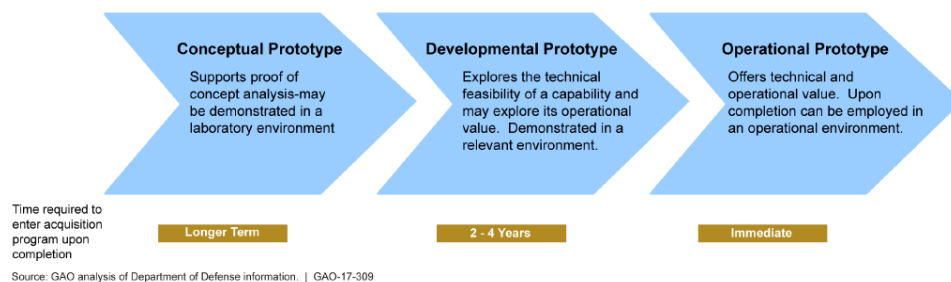 Conceptual Prototype
Supports proof of
concept analysis-may
be demonstrated in a
laboratory environment
Developmental Prototype
Explores the technical
feasibility of a capability and
may explore its operational
value. Demonstrated in a
relevant environment.
Operational Prototype
Offers technical and
operational value. Upon
completion can be employed in
an operational environment.
Time required to
enter acquisition
program upon
completion
Longer Term
2 - 4 Years
Immediate
Source: GAO analysis of Department of Defense information. | GAO-17-309